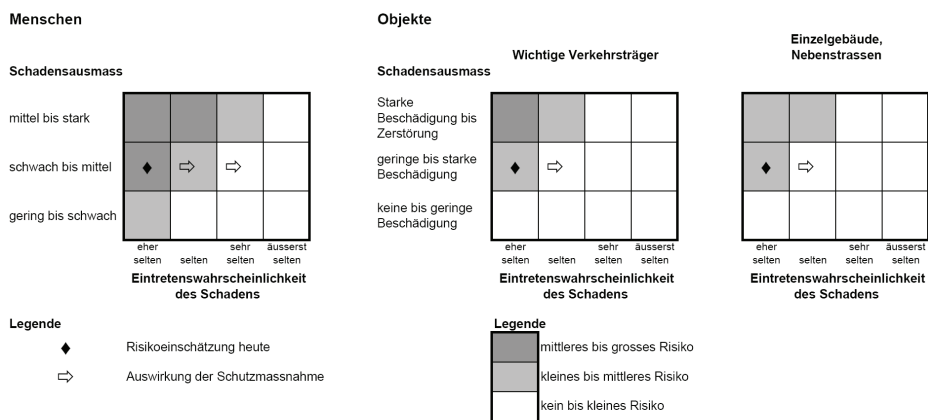 Menschen
Schadensausmass
mittel bis stark
schwach bis mittel
gering bis schwach
eher selten
selten
sehr selten
äusserst selten
Eintretenswahrscheinlichkeit
des Schadens
Objekte
Schadensausmass
Wichtige Verkehrsträger
Starke
Beschädigung bis
Zerstörung
geringe bis starke
Beschädigung
keine bis geringe
Beschädigung
eher selten
selten
sehr selten
äusserst selten
Eintretenswahrscheinlichkeit
des Schadens
Einzelgebäude,
Nebenstrassen
eher selten
selten
sehr selten
äusserst selten
Eintretenswahrscheinlichkeit
des Schadens
Legende
Risikoeinschätzung heute
Auswirkung der Schutzmassnahme
Legende
mittleres bis grosses Risiko
kleines bis mittleres Risiko
kein bis kleines Risiko